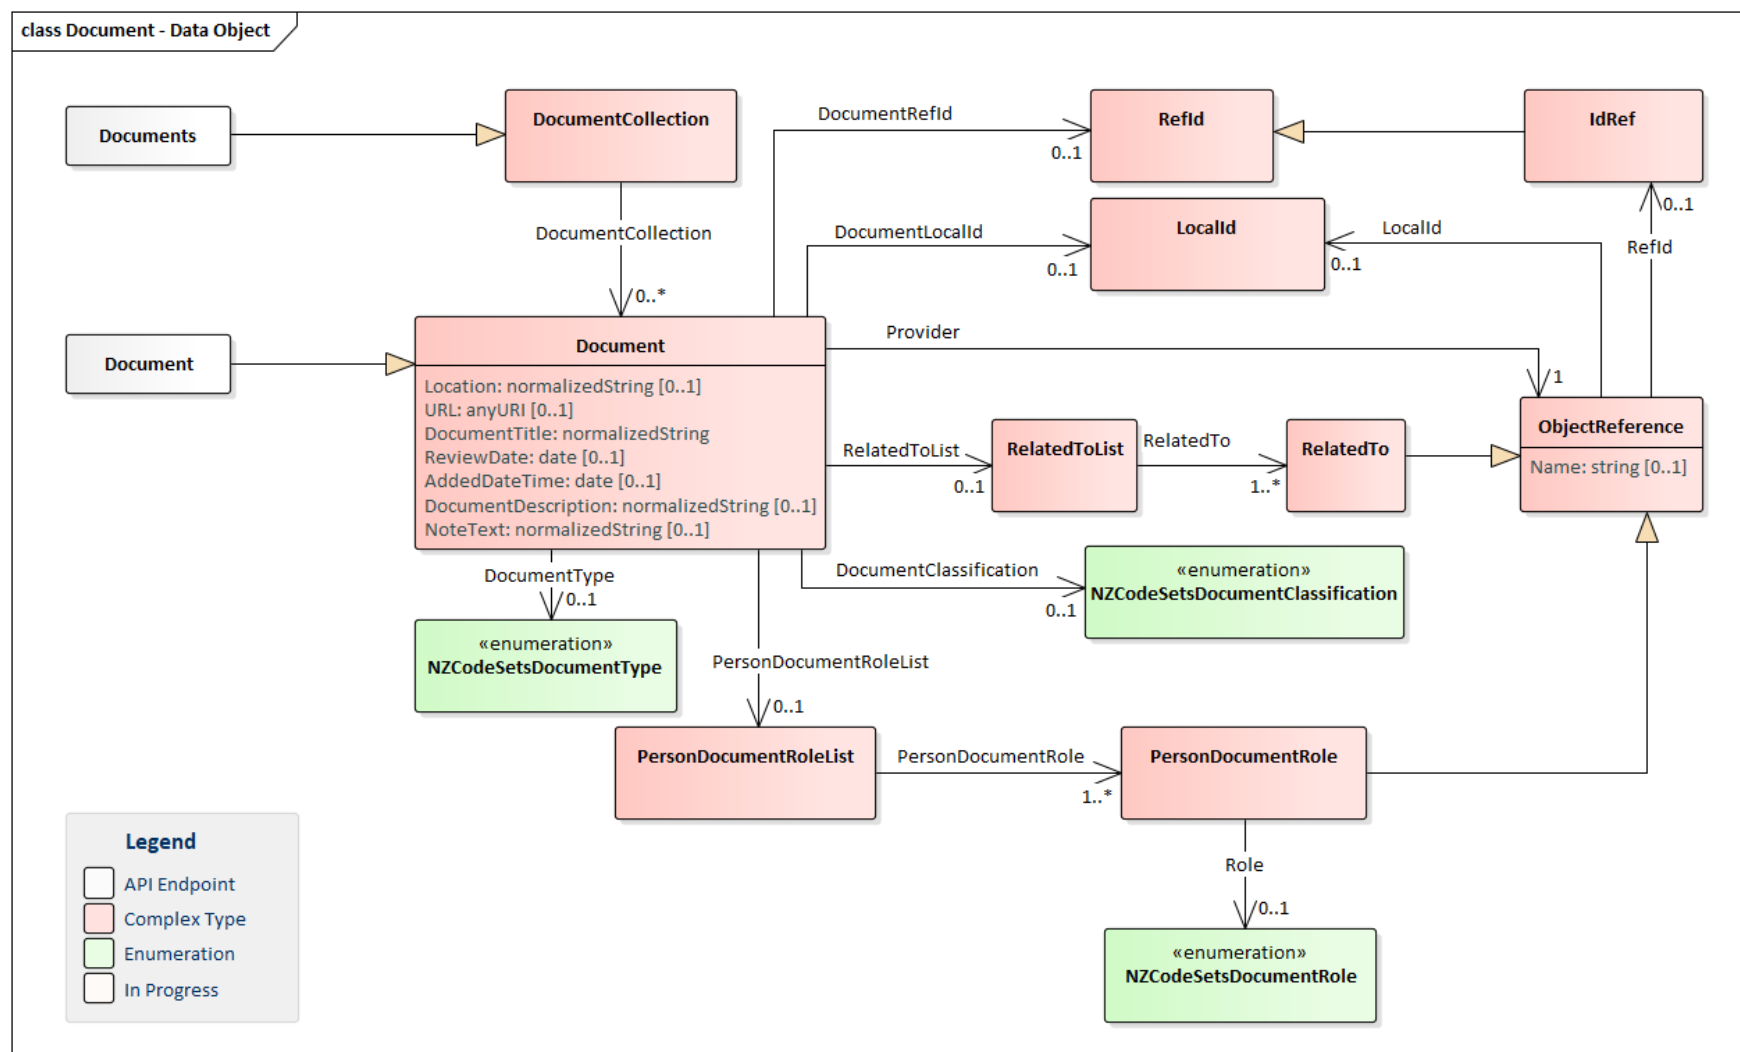 class Document - Data Object
Documents
DocumentCollection
DocumentRefId
0..1
RefId
IdRef
0..1
RefId
DocumentCollection
0..*
DocumentLocalId
0..1
LocalId
LocalId
0..1
Document
Document
Location: normalizedString [0..1]
URL: anyURI [0..1]
DocumentTitle: normalizedString
ReviewDate: date [0..1]
AddedDateTime: date [0..1]
DocumentDescription: normalizedString [0..1]
NoteText: normalizedString [0..1]
Provider
1
ObjectReference
Name: string [0..1]
RelatedToList
0..1
RelatedToList
RelatedTo
1..*
RelatedTo
DocumentClassification
0..1
«enumeration»
NZCodeSetsDocumentClassification
DocumentType
0..1
«enumeration»
NZCodeSetsDocumentType
PersonDocumentRoleList
0..1
PersonDocumentRoleList
PersonDocumentRole
1..*
PersonDocumentRole
Role
0..1
«enumeration»
NZCodeSetsDocumentRole
Legend
API Endpoint
Complex Type
Enumeration
In Progress